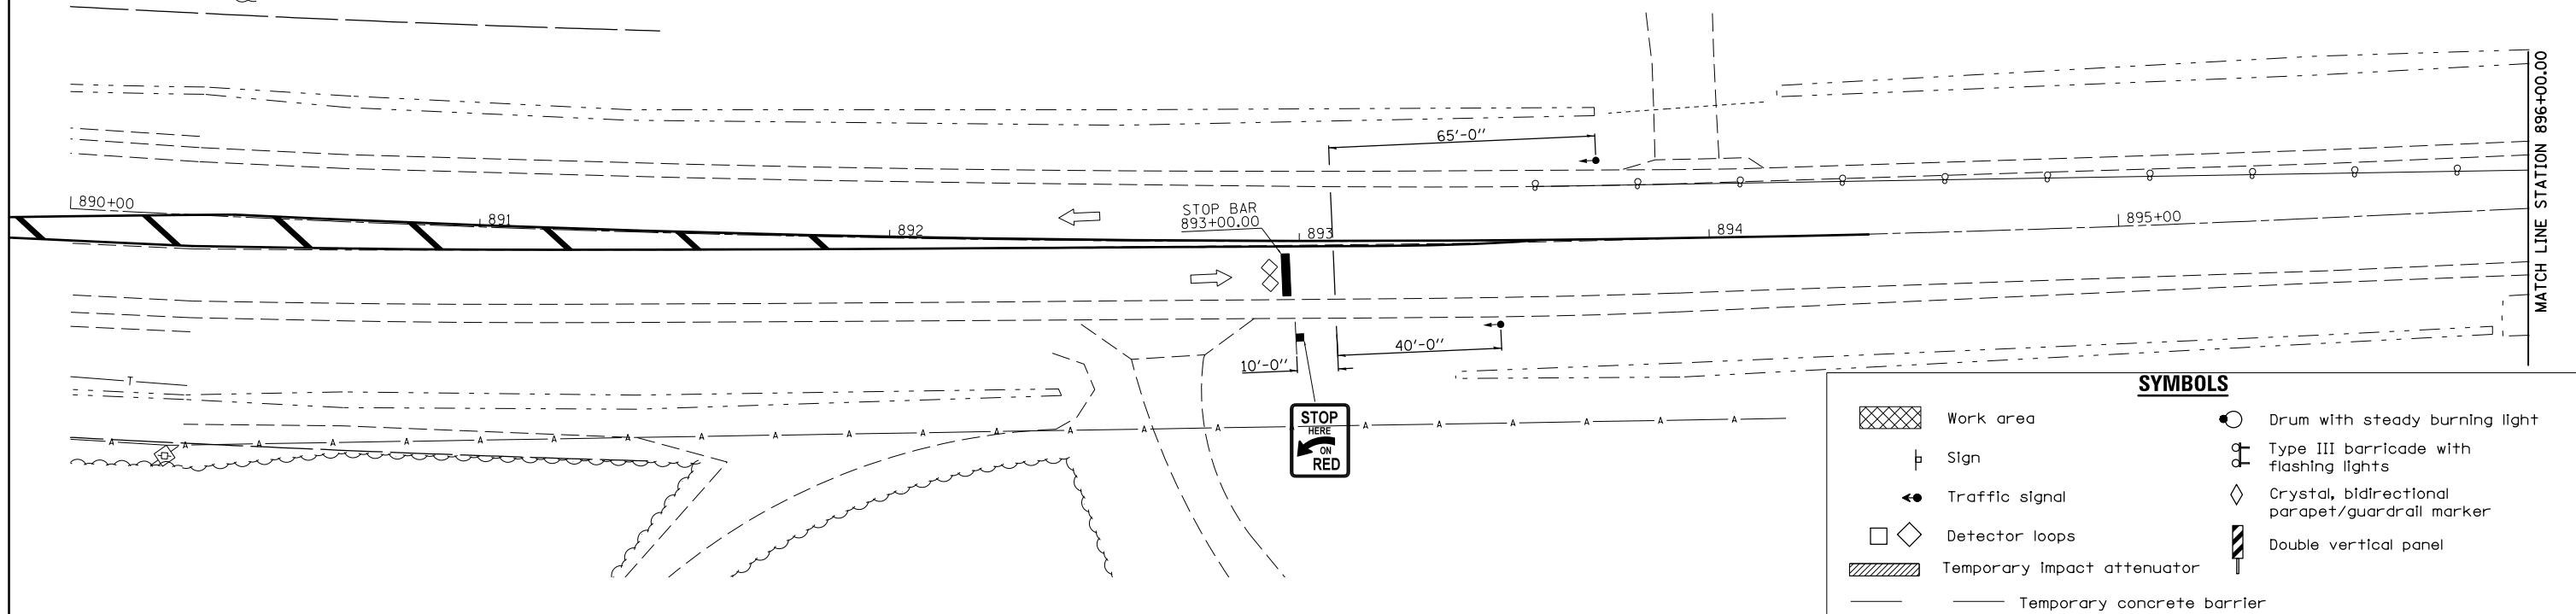 65'-0''
890+00
891
892
STOP BAR
893+00.00
893
894
895+00
MATCH LINE STATION 896+00.00
10'-0''
40'-0''
T
A A A A A A A A A A A A A A A A A A A A A A
STOP
HERE
ON
RED
SYMBOLS
Work area
Sign
Traffic signal
Detector loops
Temporary impact attenuator
Temporary concrete barrier
Drum with steady burning light
Type III barricade with
flashing lights
Crystal, bidirectional
parapet/guardrail marker
Double vertical panel